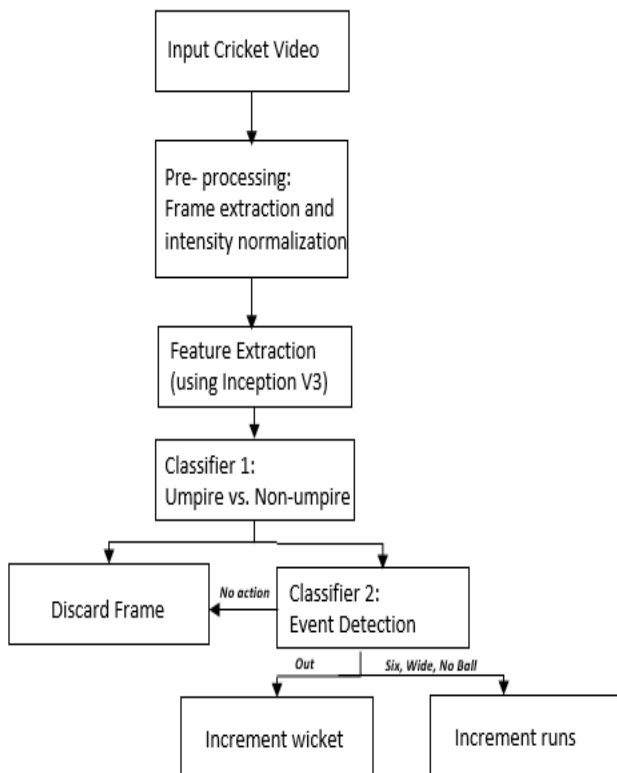 Input Cricket Video
Pre- processing:
Frame extraction and
intensity normalization
Feature Extraction
(using Inception V3)
Classifier 1:
Umpire vs. Non-umpire
Discard Frame
No action
Classifier 2:
Event Detection
Out
Six, Wide, No Ball
Increment wicket
Increment runs